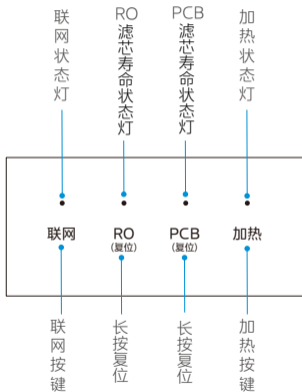 联网状态灯
RO滤芯寿命状态灯
PCB滤芯寿命状态灯
加热状态灯
联网
RO
(复位)
PCB
(复位)
加热
联网按键
长按复位
长按复位
加热按键